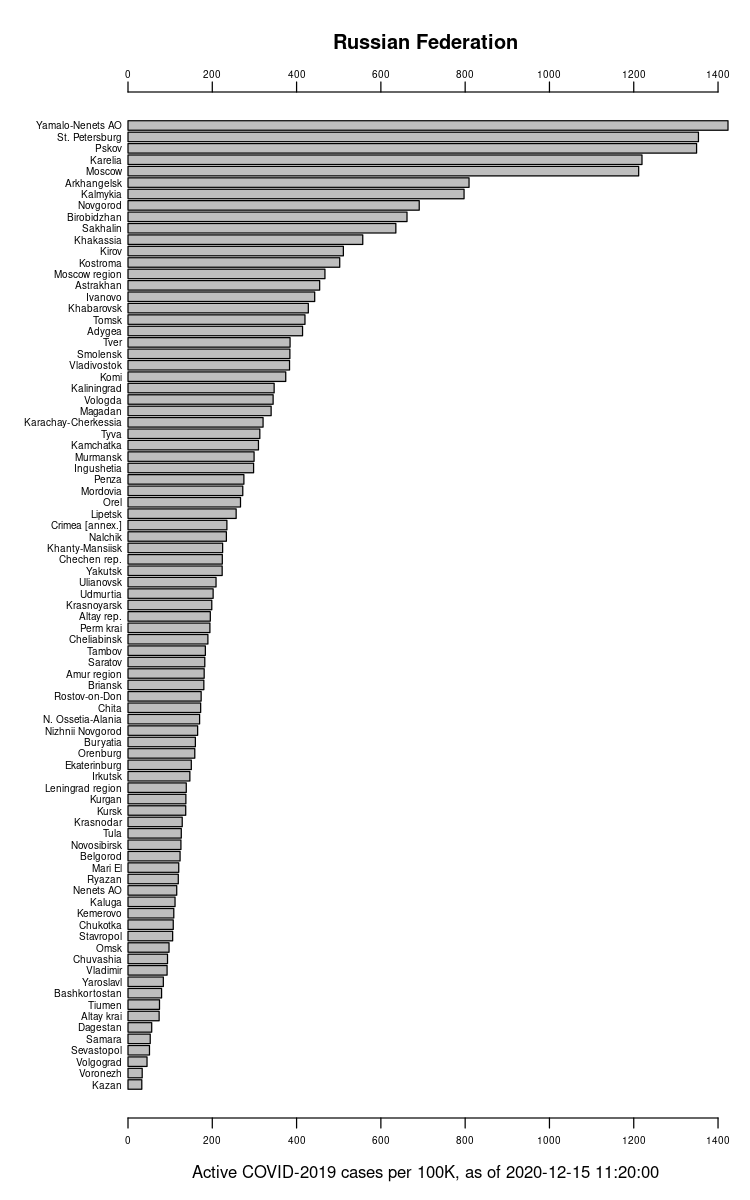 Russian Federation
0 200 400 600 800 1000 1200 1400
Yamalo-Nenets AO
St. Petersburg
Pskov
Karelia
Moscow
Arkhangelsk
Kalmykia
Novgorod
Birobidzhan
Sakhalin
Khakassia
Kirov
Kostroma
Moscow region
Astrakhan
Ivanovo
Khabarovsk
Tomsk
Adygea
Tver
Smolensk
Vladivostok
Komi
Kaliningrad
Vologda
Magadan
Karachay-Cherkessia
Tyva
Kamchatka
Murmansk
Ingushetia
Penza
Mordovia
Orel
Lipetsk
Crimea [annex.]
Nalchik
Khanty-Mansiisk
Chechen rep.
Yakutsk
Ulianovsk
Udmurtia
Krasnoyarsk
Altay rep.
Perm krai
Cheliabinsk
Tambov
Saratov
Amur region
Briansk
Rostov-on-Don
Chita
N. Ossetia-Alania
Nizhnii Novgorod
Buryatia
Orenburg
Ekaterinburg
Irkutsk
Leningrad region
Kurgan
Kursk
Krasnodar
Tula
Novosibirsk
Belgorod
Mari El
Ryazan
Nenets AO
Kaluga
Kemerovo
Chukotka
Stavropol
Omsk
Chuvashia
Vladimir
Yaroslavl
Bashkortostan
Tiumen
Altay krai
Dagestan
Samara
Sevastopol
Volgograd
Voronezh
Kazan
0 200 400 600 800 1000 1200 1400
Active COVID-2019 cases per 100K, as of 2020-12-15 11:20:00